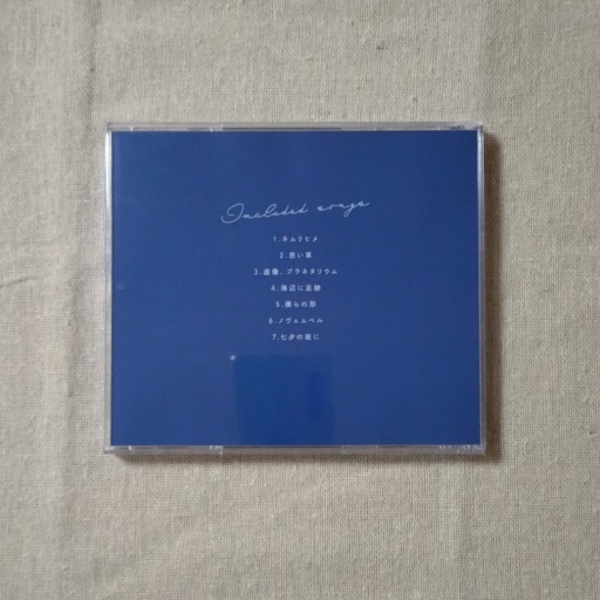 Included songs
1.ネムリヒメ
2.思い草
3.虚像、プラネタリウム
4.海辺に足跡
5.僕らの形
6.ノヴェムベル
7.七夕の夜に